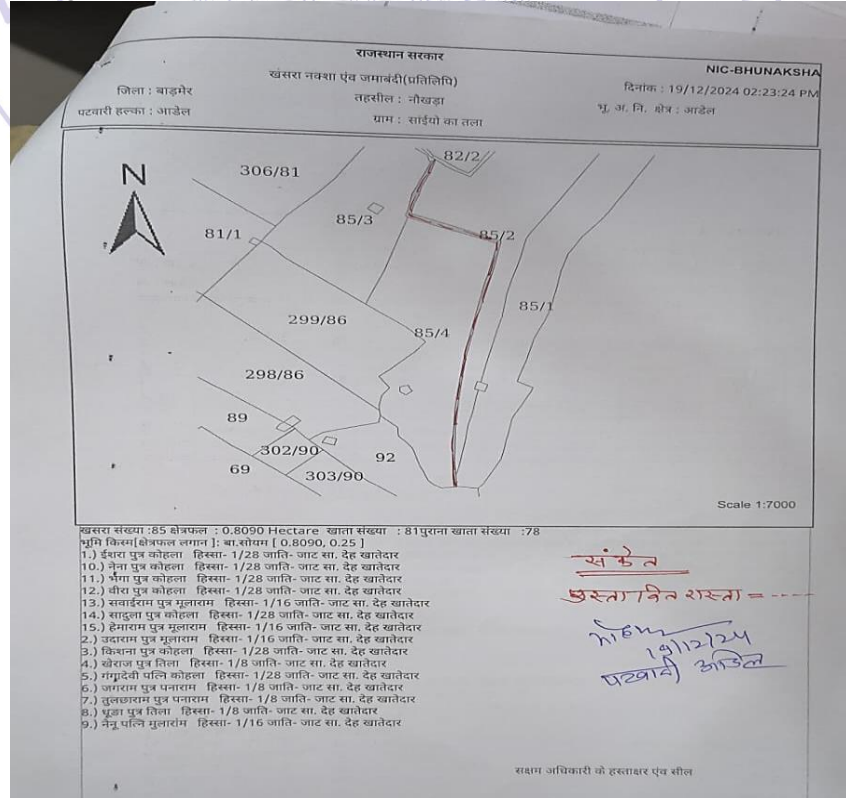 राजस्थान सरकार
NIC-BHUNAKSHA
खंसरा नक्शा एंव जमाबंदी(प्रतिलिपि)
जिला : बाड़मेर
तहसील : नौखड़ा
दिनांक : 19/12/2024 02:23:24 PM
पटवारी हल्का : आडेल
ग्राम : सांईयो का तला
भू. अ. नि. क्षेत्र : आडेल
N
82/2
306/81
85/3
81/1
85/2
85/1
299/86
85/4
298/86
89
302/90
92
69
303/90
Scale 1:7000
खसरा संख्या :85 क्षेत्रफल : 0.8090 Hectare खाता संख्या : 81पुराना खाता संख्या :78
भूमि किस्म[क्षेत्रफल लगान ]: बा.सोयम [ 0.8090, 0.25 ]
1.) ईशरा पुत्र कोहला हिस्सा- 1/28 जाति- जाट सा. देह खातेदार
10.) नैना पुत्र कोहला हिस्सा- 1/28 जाति- जाट सा. देह खातेदार
11.) भैंगा पुत्र कोहला हिस्सा- 1/28 जाति- जाट सा. देह खातेदार
12.) वीरा पुत्र कोहला हिस्सा- 1/28 जाति- जाट सा. देह खातेदार
13.) सवाईराम पुत्र मूलाराम हिस्सा- 1/16 जाति- जाट सा. देह खातेदार
14.) सादुला पुत्र कोहला हिस्सा- 1/28 जाति- जाट सा. देह खातेदार
15.) हेमाराम पुत्र मूलाराम हिस्सा- 1/16 जाति- जाट सा. देह खातेदार
2.) उदाराम पुत्र मूलाराम हिस्सा- 1/16 जाति- जाट सा. देह खातेदार
3.) किशना पुत्र कोहला हिस्सा- 1/28 जाति- जाट सा. देह खातेदार
4.) खेराज पुत्र तिला हिस्सा- 1/8 जाति- जाट सा. देह खातेदार
5.) गंगादेवी पत्नि कोहला हिस्सा- 1/28 जाति- जाट सा. देह खातेदार
6.) जगराम पुत्र पनाराम हिस्सा- 1/8 जाति- जाट सा. देह खातेदार
7.) तुलछाराम पुत्र पनाराम हिस्सा- 1/8 जाति- जाट सा. देह खातेदार
8.) धूडा पुत्र तिला हिस्सा- 1/8 जाति- जाट सा. देह खातेदार
9.) नैनू पत्नि मुलारांम हिस्सा- 1/16 जाति- जाट सा. देह खातेदार
संकेत
प्रस्तावित रास्ता = ----
19/12/24
पटवारी आडेल
सक्षम अधिकारी के हस्ताक्षर एंव सील